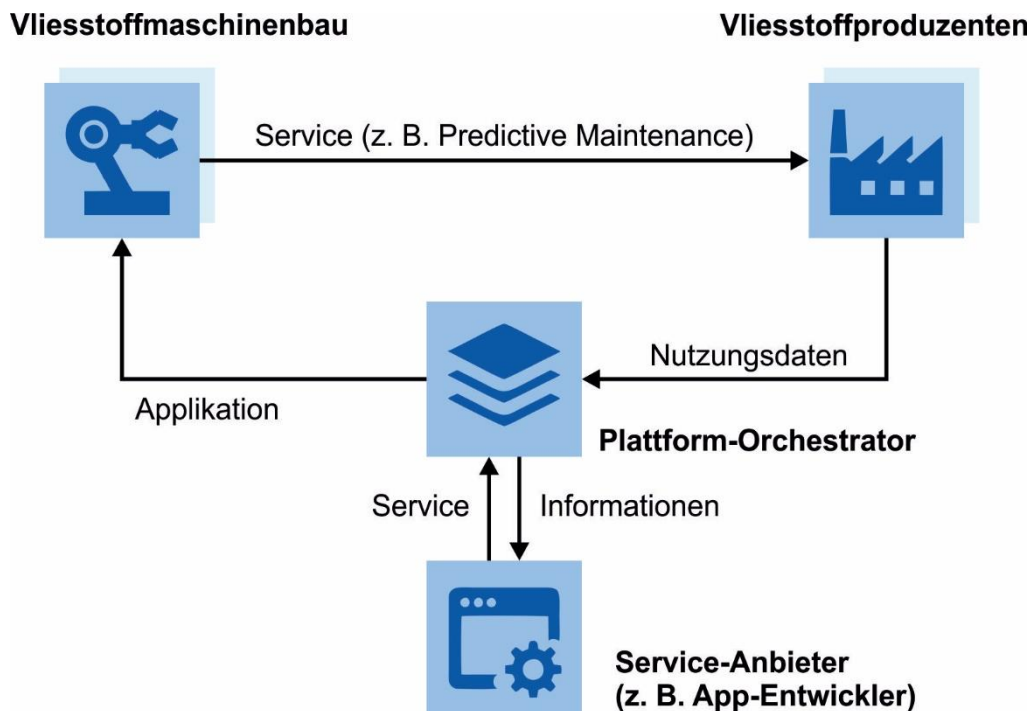 Vliesstoffmaschinenbau
Vliesstoffproduzenten
Service (z. B. Predictive Maintenance)
Nutzungsdaten
Applikation
Plattform-Orchestrator
Service
Informationen
Service-Anbieter
(z. B. App-Entwickler)